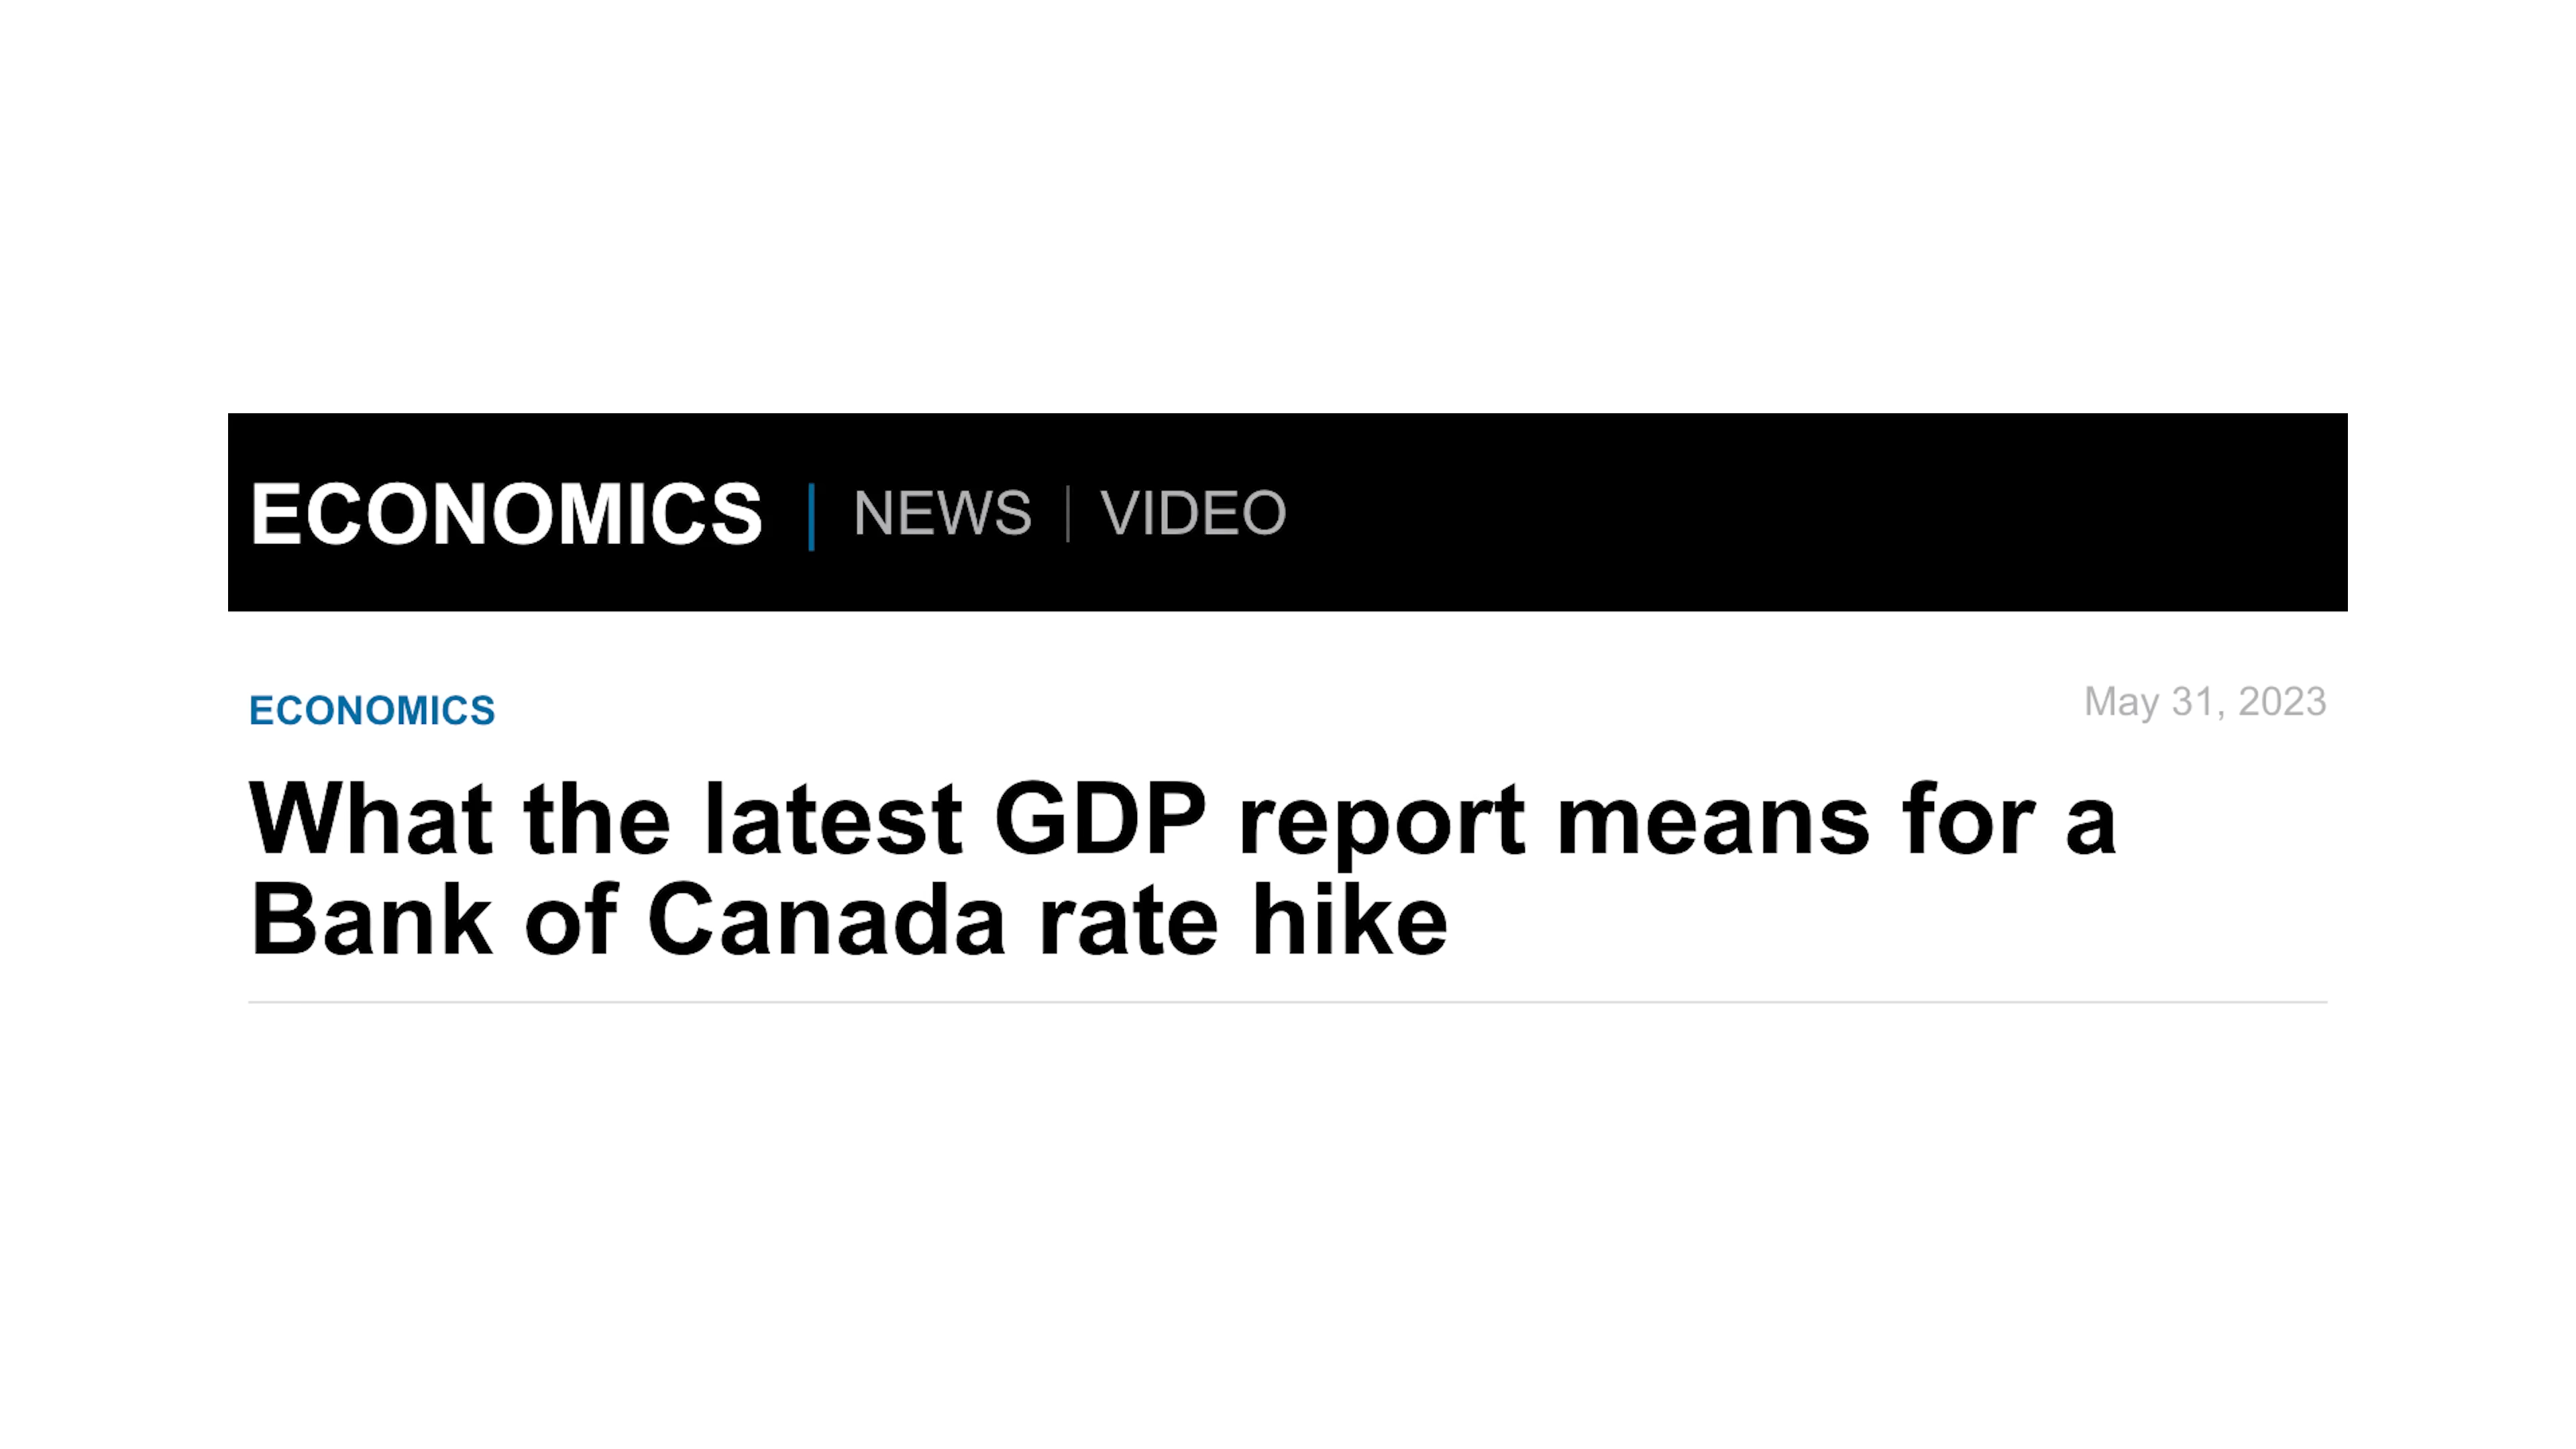 ECONOMICS | NEWS | VIDEO
ECONOMICS
May 31, 2023
What the latest GDP report means for a
Bank of Canada rate hike